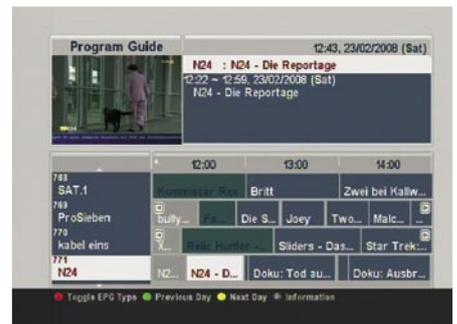 Program Guide
12:43, 23/02/2008 (Sat)
N24 : N24 - Die Reportage
12:22 ~ 12:59, 23/02/2008 (Sat)
N24 - Die Reportage
12:00 13:00 14:00
768
SAT.1 Kommissar Rex Britt Zwei bei Kallw...
769
ProSieben bully... Fa... Die S... Joey Two... Malc...
770
kabel eins X... Relic Hunter - ... Sliders - Das... Star Trek:...
771
N24 N2... N24 - D... Doku: Tod au... Doku: Ausbr...
Toggle EPG Type Previous Day Next Day Information